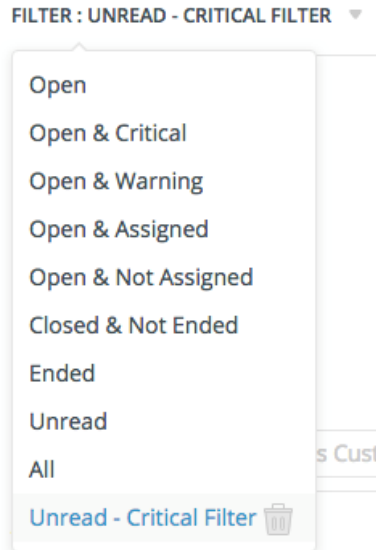 FILTER : UNREAD - CRITICAL FILTER
Open
Open & Critical
Open & Warning
Open & Assigned
Open & Not Assigned
Closed & Not Ended
Ended
Unread
s Cust
All
Unread - Critical Filter